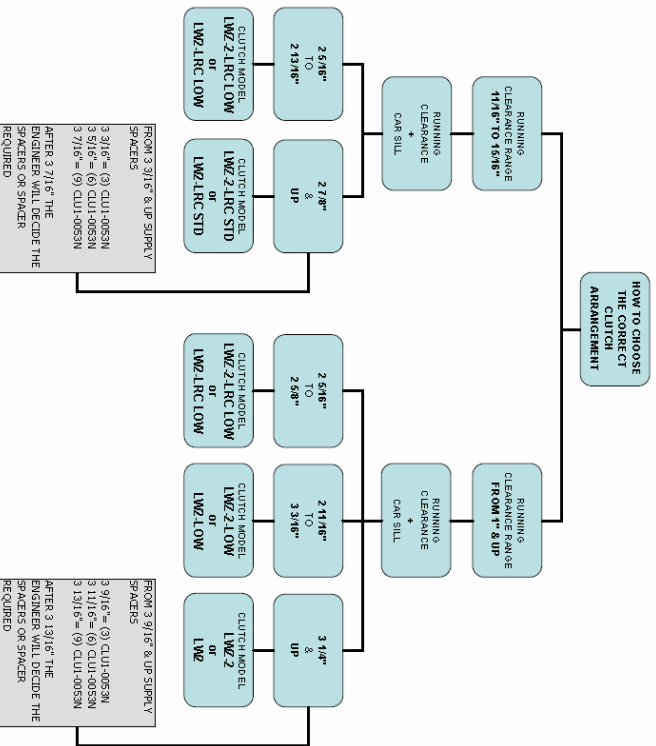 HOW TO CHOOSE
THE CORRECT
CLUTCH
ARRANGEMENT
RUNNING
CLEARANCE RANGE
11/16" TO 15/16"
RUNNING
CLEARANCE
+
CAR SILL
2 5/16"
TO
2 13/16"
2 7/8"
&
UP
CLUTCH MODEL
LWZ-2-LRC LOW
or
LW2-LRC LOW
CLUTCH MODEL
LWZ-2-LRC STD
or
LW2-LRC STD
FROM 3 3/16" & UP SUPPLY
SPACERS
3 3/16"= (3) CLU1-0053N
3 5/16"= (6) CLU1-0053N
3 7/16"= (9) CLU1-0053N
AFTER 3 7/16" THE
ENGINEER WILL DECIDE THE
SPACERS OR SPACER
REQUIRED
RUNNING
CLEARANCE RANGE
FROM 1" & UP
RUNNING
CLEARANCE
+
CAR SILL
2 5/16"
TO
2 5/8"
2 11/16"
TO
3 3/16"
3 1/4"
&
UP
CLUTCH MODEL
LWZ-2-LRC LOW
or
LW2-LRC LOW
CLUTCH MODEL
LWZ-2-LOW
or
LW2-LOW
CLUTCH MODEL
LWZ-2
or
LW2
FROM 3 9/16" & UP SUPPLY
SPACERS
3 9/16"= (3) CLU1-0053N
3 11/16"= (6) CLU1-0053N
3 13/16"= (9) CLU1-0053N
AFTER 3 13/16" THE
ENGINEER WILL DECIDE THE
SPACERS OR SPACER
REQUIRED